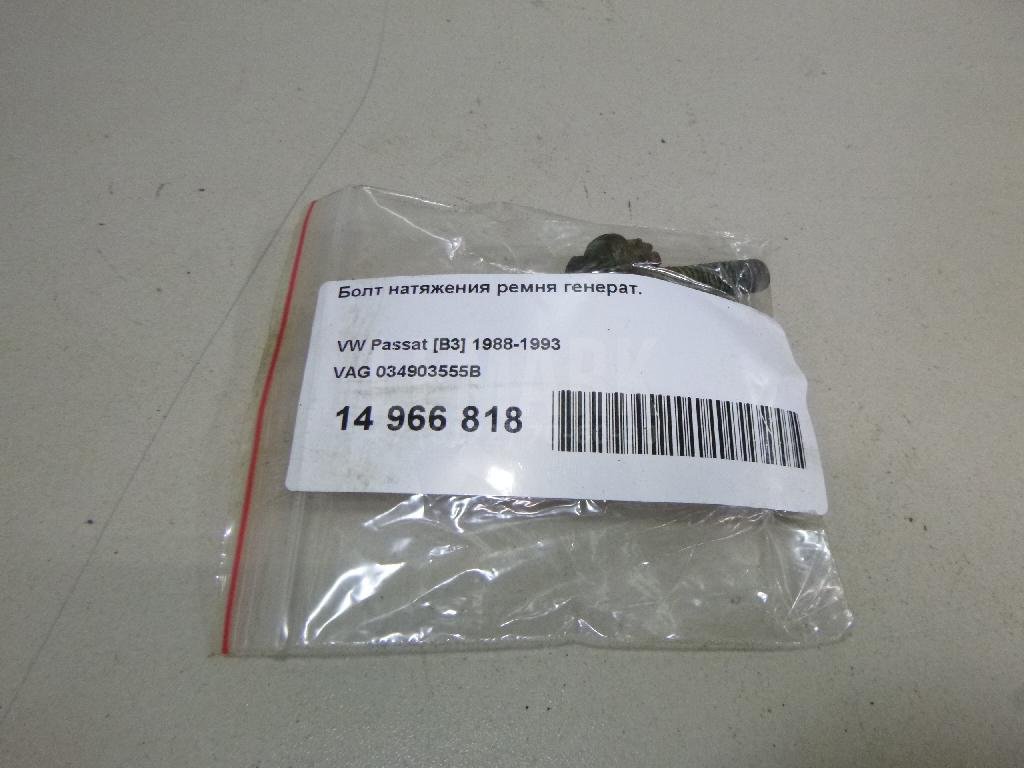 Болт натяжения ремня генерат.
VW Passat [B3] 1988-1993
VAG 034903555B
14 966 818